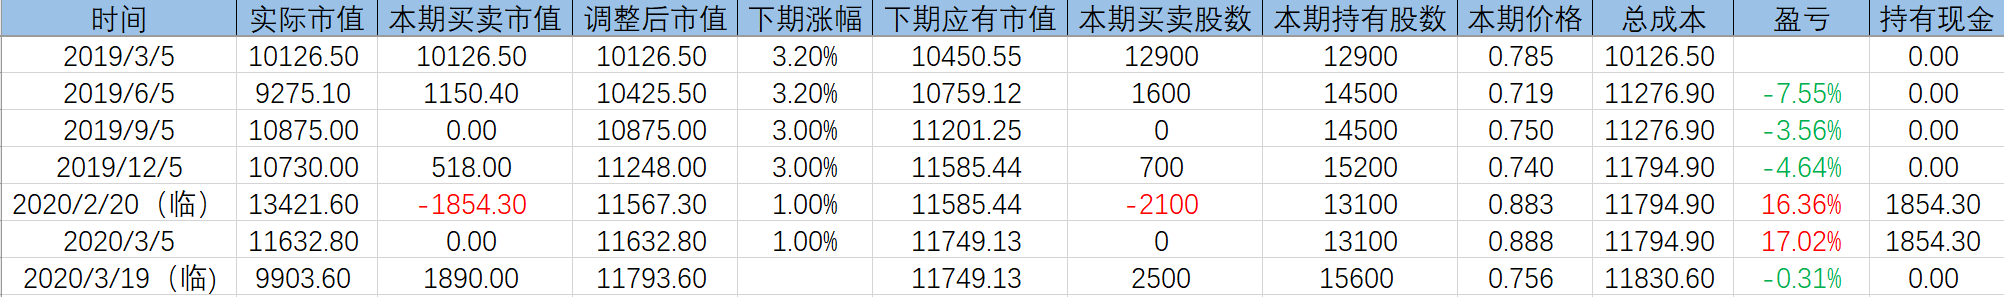 时间 实际市值 本期买卖市值 调整后市值 下期涨幅 下期应有市值 本期买卖股数 本期持有股数 本期价格 总成本 盈亏 持有现金
2019/3/5 10126.50 10126.50 10126.50 3.20% 10450.55 12900 12900 0.785 10126.50 0.00
2019/6/5 9275.10 1150.40 10425.50 3.20% 10759.12 1600 14500 0.719 11276.90 -7.55% 0.00
2019/9/5 10875.00 0.00 10875.00 3.00% 11201.25 0 14500 0.750 11276.90 -3.56% 0.00
2019/12/5 10730.00 518.00 11248.00 3.00% 11585.44 700 15200 0.740 11794.90 -4.64% 0.00
2020/2/20（临） 13421.60 -1854.30 11567.30 1.00% 11585.44 -2100 13100 0.883 11794.90 16.36% 1854.30
2020/3/5 11632.80 0.00 11632.80 1.00% 11749.13 0 13100 0.888 11794.90 17.02% 1854.30
2020/3/19（临) 9903.60 1890.00 11793.60 11749.13 2500 15600 0.756 11830.60 -0.31% 0.00